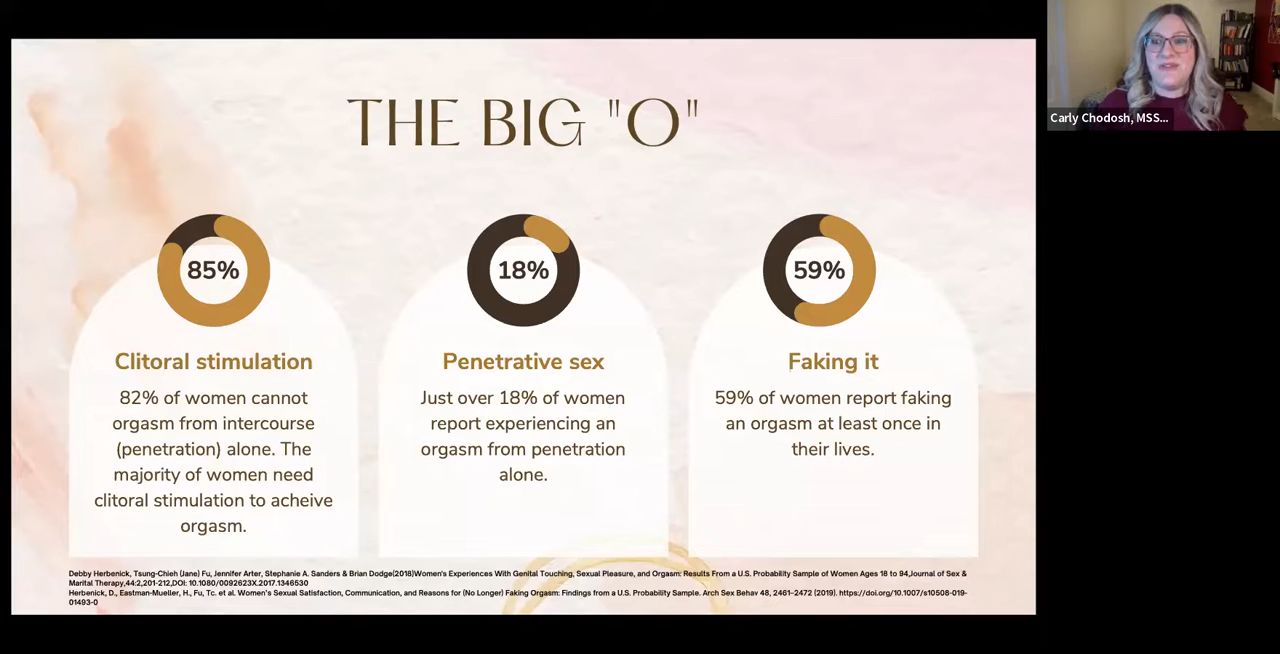 THE BIG "O"
85%
Clitoral stimulation
82% of women cannot
orgasm from intercourse
(penetration) alone. The
majority of women need
clitoral stimulation to acheive
orgasm.
18%
Penetrative sex
Just over 18% of women
report experiencing an
orgasm from penetration
alone.
59%
Faking it
59% of women report faking
an orgasm at least once in
their lives.
Debby Herbenick, Tsung-Chieh (Jane) Fu, Jennifer Arter, Stephanie A. Sanders & Brian Dodge(2018)Women's Experiences With Genital Touching, Sexual Pleasure, and Orgasm: Results From a U.S. Probability Sample of Women Ages 18 to 94,Journal of Sex &
Marital Therapy,44:2,201-212,DOI: 10.1080/0092623X.2017.1346530
Herbenick, D., Eastman-Mueller, H., Fu, Tc. et al. Women's Sexual Satisfaction, Communication, and Reasons for (No Longer) Faking Orgasm: Findings from a U.S. Probability Sample. Arch Sex Behav 48, 2461–2472 (2019). https://doi.org/10.1007/s10508-019-
01493-0
Carly Chodosh, MSS...